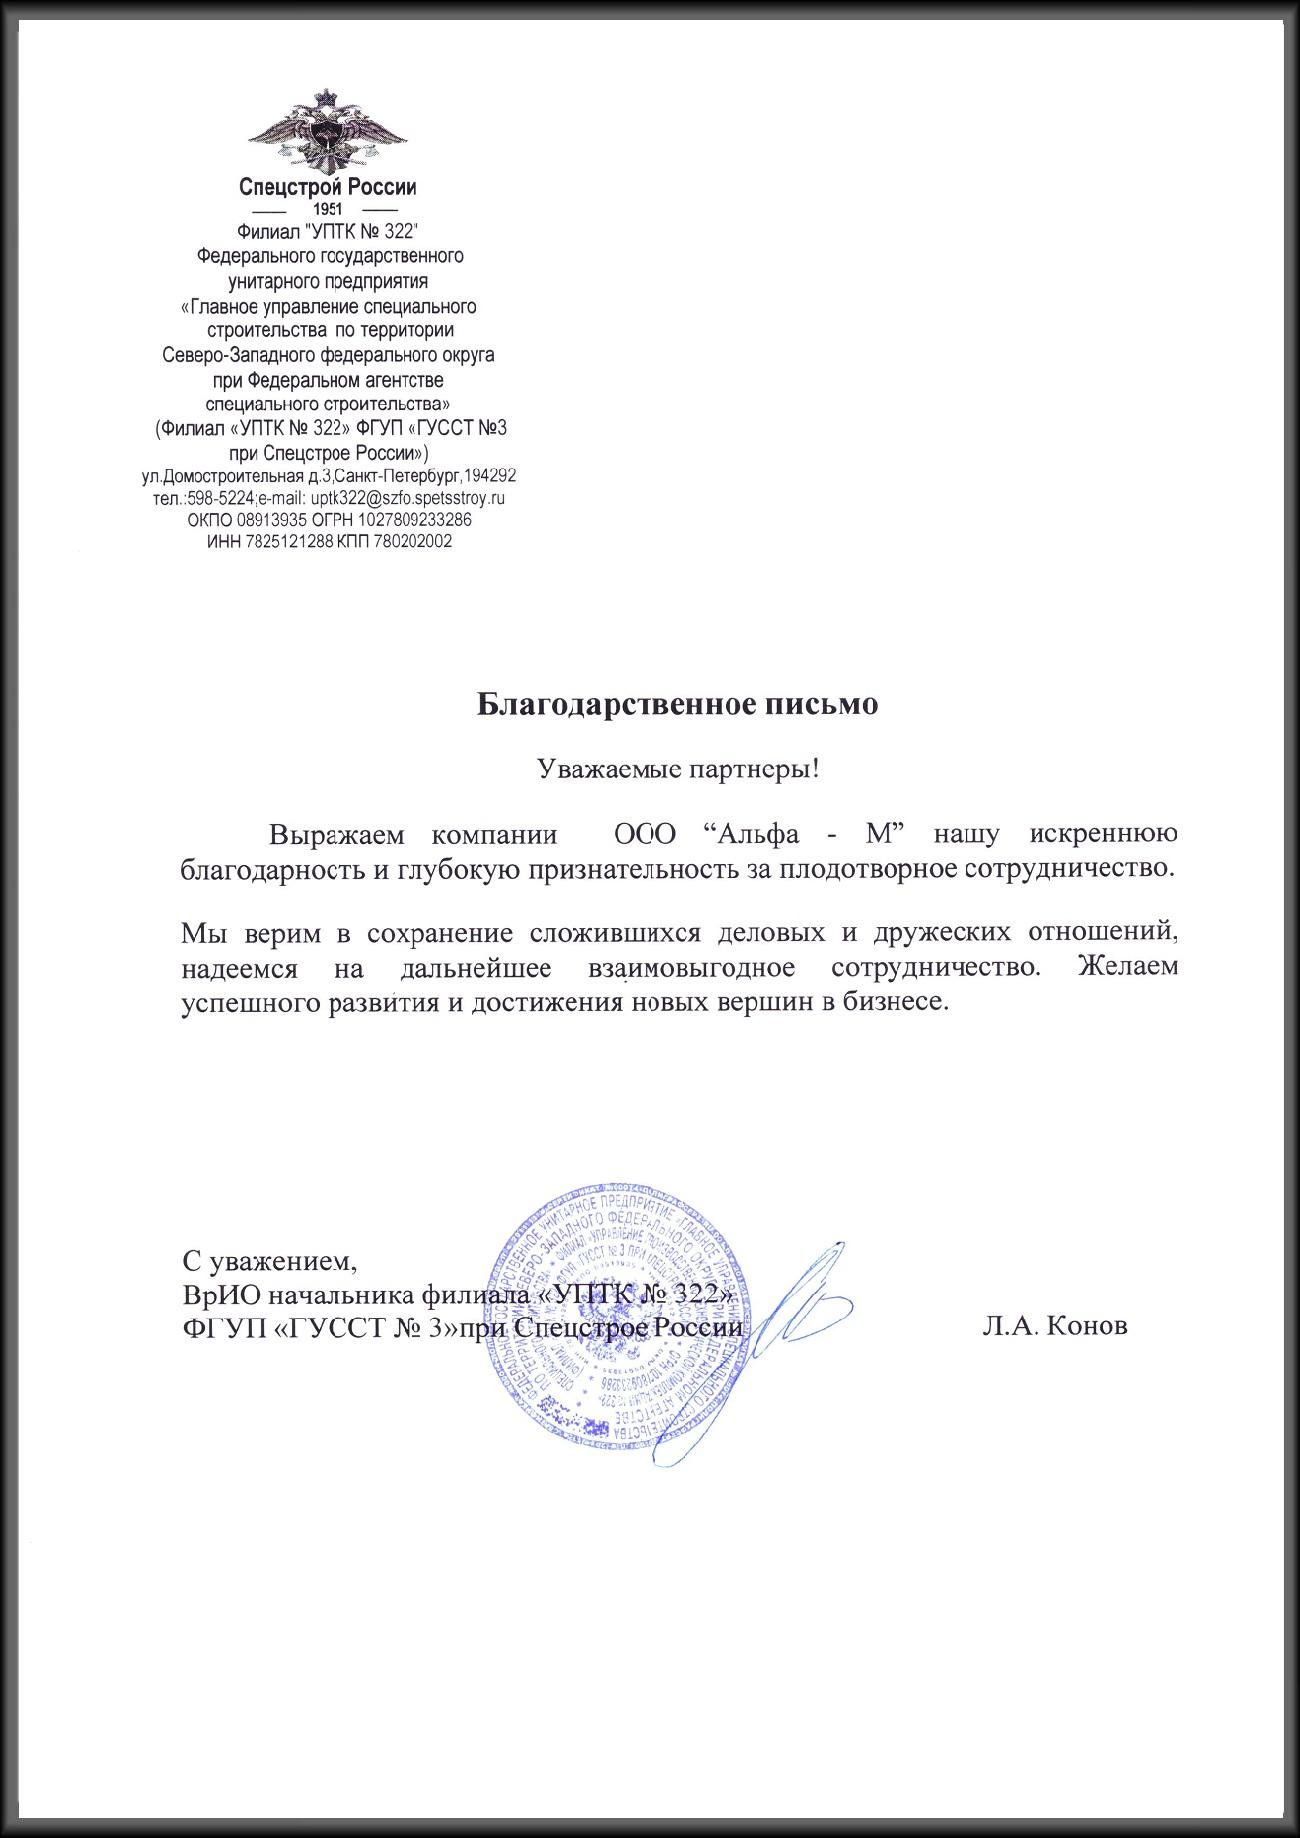 Спецстрой России
1951
Филиал "УПТК № 322"
Федерального государственного
унитарного предприятия
«Главное управление специального
строительства по территории
Северо-Западного федерального округа
при Федеральном агентстве
специального строительства»
(Филиал «УПТК № 322» ФГУП «ГУССТ №3
при Спецстрое России»)
ул.Домостроительная д.3,Санкт-Петербург,194292
тел.:598-5224;e-mail: uptk322@szfo.spetsstroy.ru
ОКПО 08913935 ОГРН 1027809233286
ИНН 7825121288 КПП 780202002
Благодарственное письмо
Уважаемые партнеры!
Выражаем компании ООО “Альфа - М” нашу искреннюю
благодарность и глубокую признательность за плодотворное сотрудничество.
Мы верим в сохранение сложившихся деловых и дружеских отношений,
надеемся на дальнейшее взаимовыгодное сотрудничество. Желаем
успешного развития и достижения новых вершин в бизнесе.
С уважением,
ВрИО начальника филиала «УПТК № 322»
ФГУП «ГУССТ № 3»при Спецстрое России Л.А. Конов